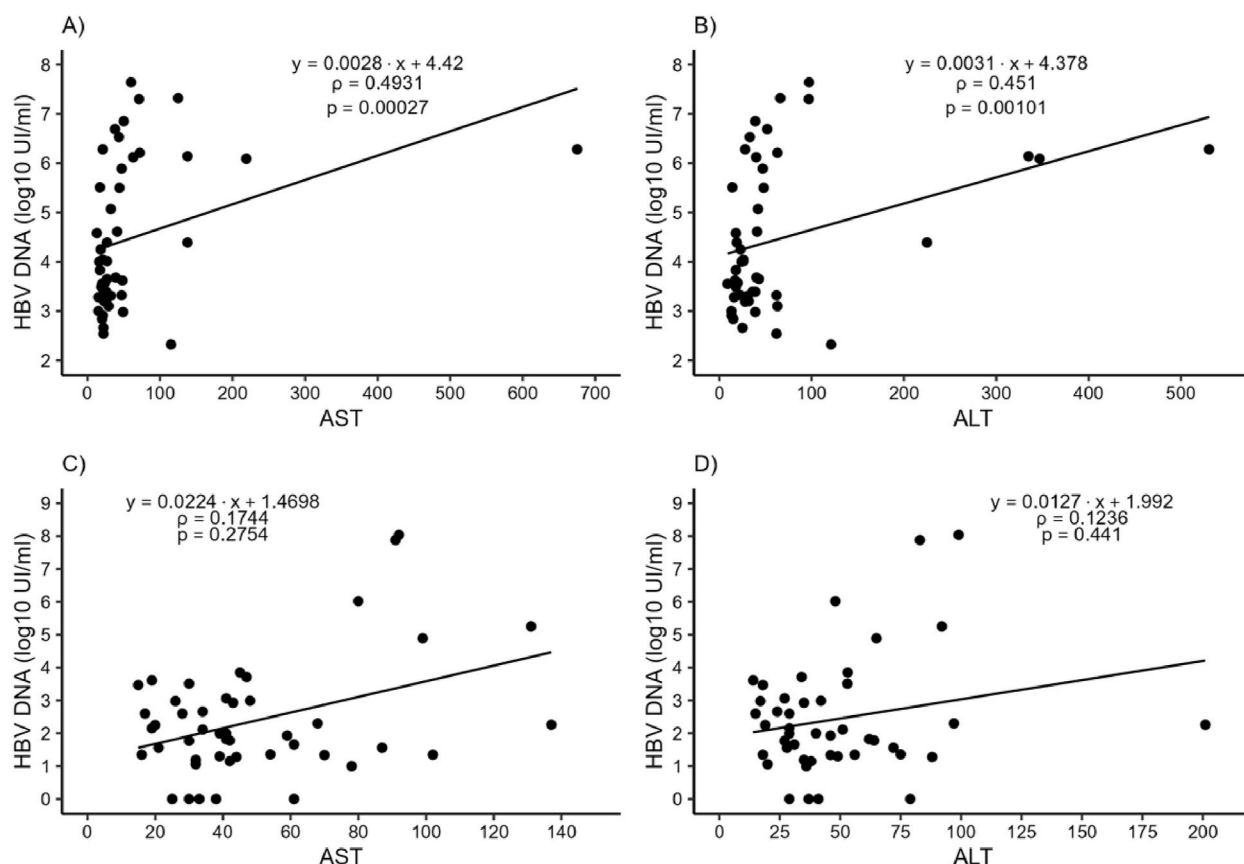 A)
y = 0.0028 · x + 4.42
ρ = 0.4931
p = 0.00027
HBV DNA (log10 UI/ml)
8
7
6
5
4
3
2
0 100 200 300 400 500 600 700
AST
B)
y = 0.0031 · x + 4.378
ρ = 0.451
p = 0.00101
HBV DNA (log10 UI/ml)
8
7
6
5
4
3
2
0 100 200 300 400 500
ALT
C)
y = 0.0224 · x + 1.4698
ρ = 0.1744
p = 0.2754
HBV DNA (log10 UI/ml)
9
8
7
6
5
4
3
2
1
0
0 20 40 60 80 100 120 140
AST
D)
y = 0.0127 · x + 1.992
ρ = 0.1236
p = 0.441
HBV DNA (log10 UI/ml)
9
8
7
6
5
4
3
2
1
0
0 25 50 75 100 125 150 175 200
ALT